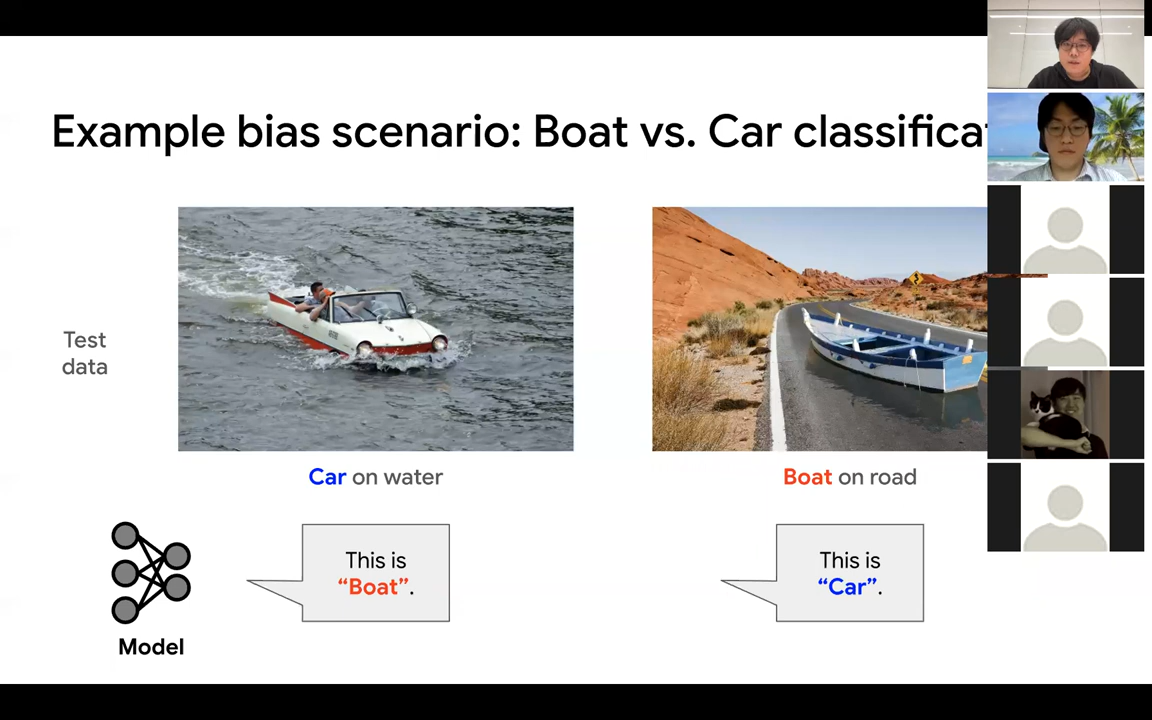 Example bias scenario: Boat vs. Car classifica
Test
data
Car on water
Boat on road
This is
“Boat”.
This is
“Car”.
Model